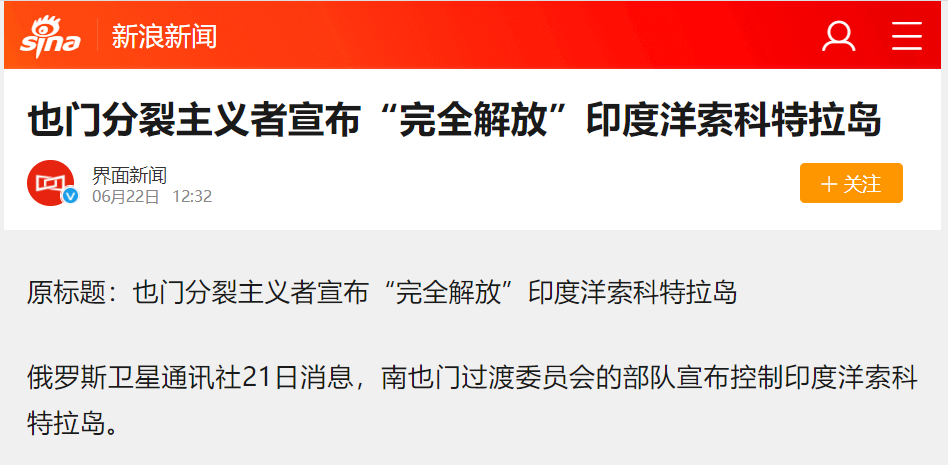 sina 新浪新闻
也门分裂主义者宣布“完全解放”印度洋索科特拉岛
界面新闻
06月22日 12:32
+ 关注
原标题：也门分裂主义者宣布“完全解放”印度洋索科特拉岛
俄罗斯卫星通讯社21日消息，南也门过渡委员会的部队宣布控制印度洋索科
特拉岛。